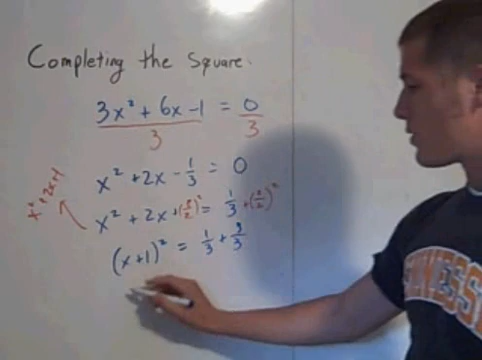 Completing the Square.
3x² + 6x - 1 = 0
3 3
x² + 2x - 1/3 = 0
x² + 2x + (2/2)² = 1/3 + (2/2)²
x² + 2x + 1
(x + 1)² = 1/3 + 3/3